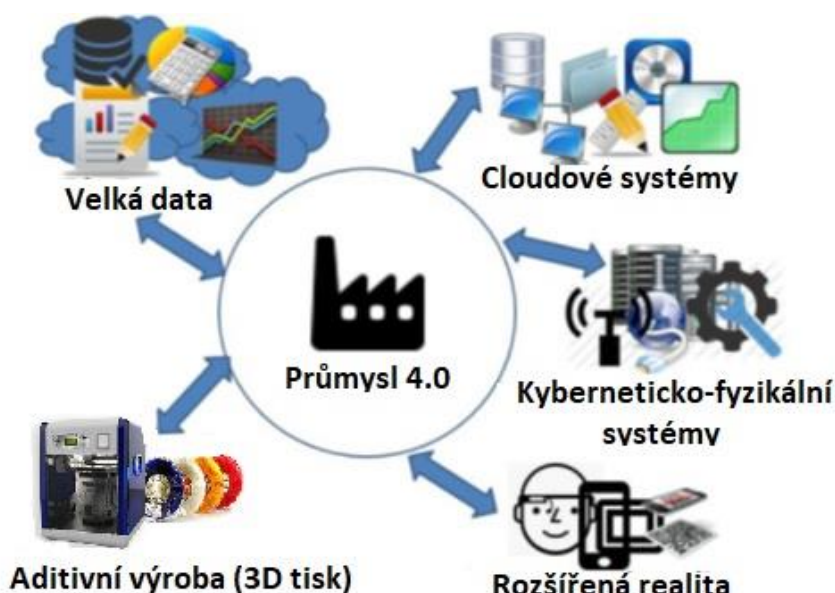 Velká data
Cloudové systémy
Průmysl 4.0
Kyberneticko-fyzikální
systémy
Aditivní výroba (3D tisk)
Rozšířená realita